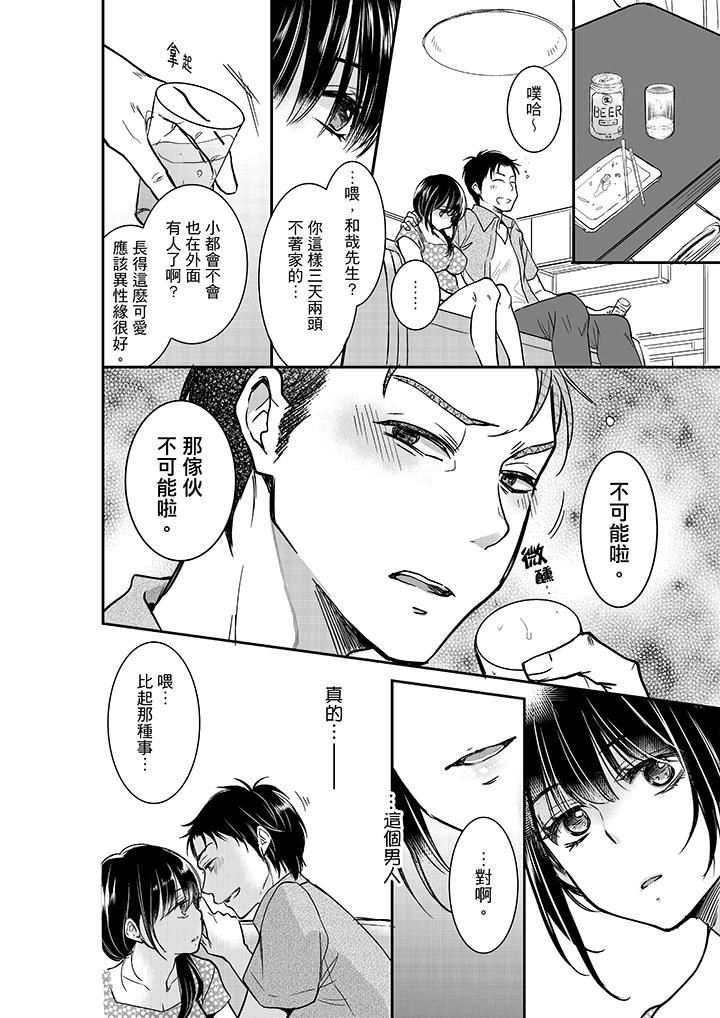 BEER
噗哈～
……
…喂，和哉先生？
你這樣三天兩頭
不著家的…
拿起
小都會不會
也在外面
有人了啊？
長得這麼可愛
應該異性緣很好。
不可能啦。
微醺…
那傢伙
不可能啦。
…對啊。
…這個男人
真的…——
喂…
比起那種事…